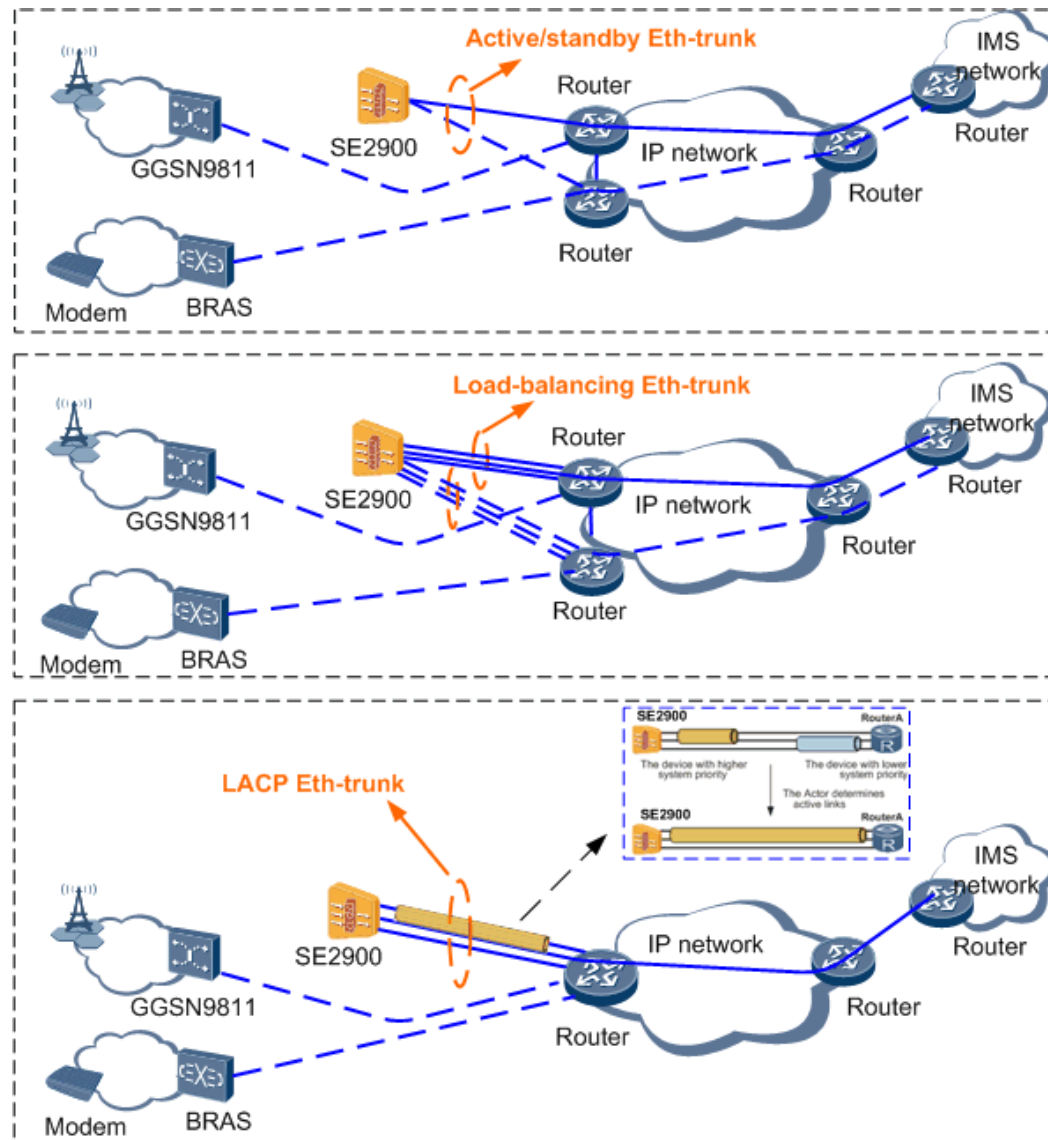 Active/standby Eth-trunk
IMS
network
Router
SE2900
Router
GGSN9811
IP network
Router
Router
Modem
BRAS
Load-balancing Eth-trunk
IMS
network
Router
SE2900
Router
GGSN9811
IP network
Router
Router
Modem
BRAS
SE2900
RouterA
R
The device with higher
system priority
The device with lower
system priority
The Actor determines
active links
SE2900
RouterA
R
LACP Eth-trunk
IMS
network
IP network
Router
SE2900
GGSN9811
Router
Router
Modem
BRAS